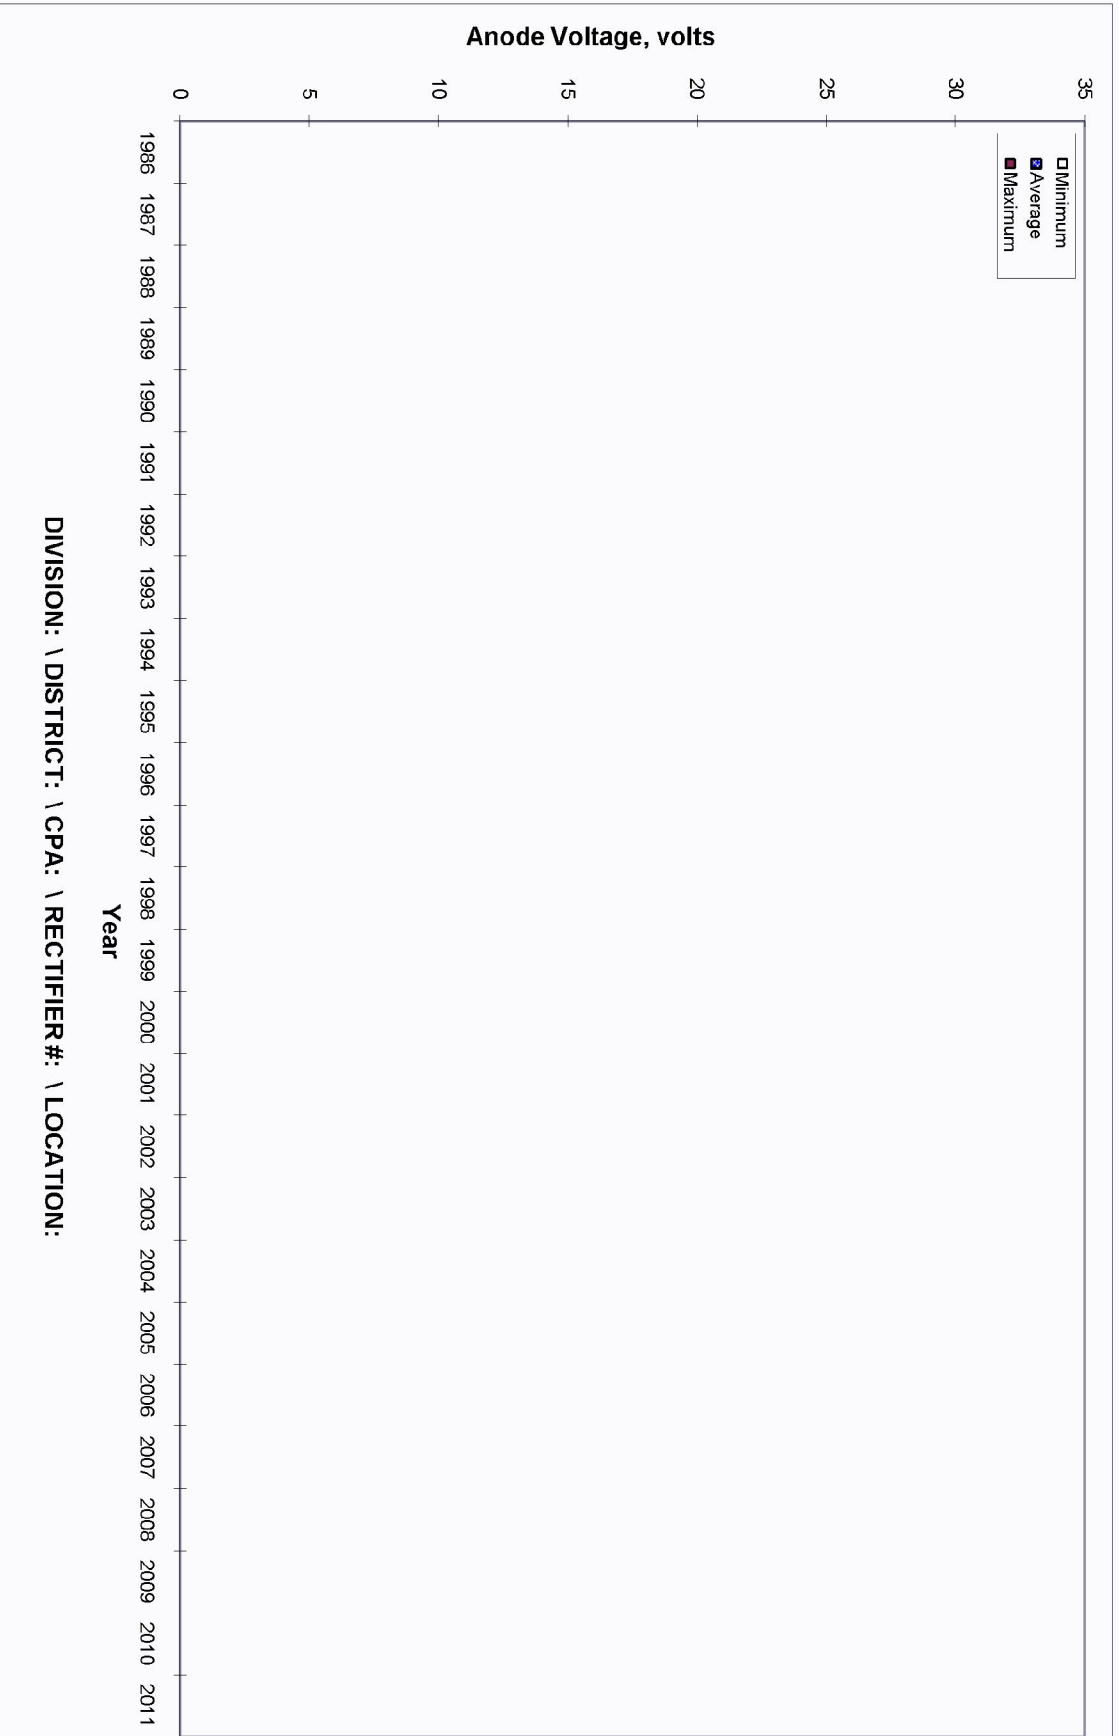 Anode Voltage, volts
35
30
25
20
15
10
5
0
Minimum
Average
Maximum
1986 1987 1988 1989 1990 1991 1992 1993 1994 1995 1996 1997 1998 1999 2000 2001 2002 2003 2004 2005 2006 2007 2008 2009 2010 2011
Year
DIVISION: \ DISTRICT: \ CPA: \ RECTIFIER#: \ LOCATION: